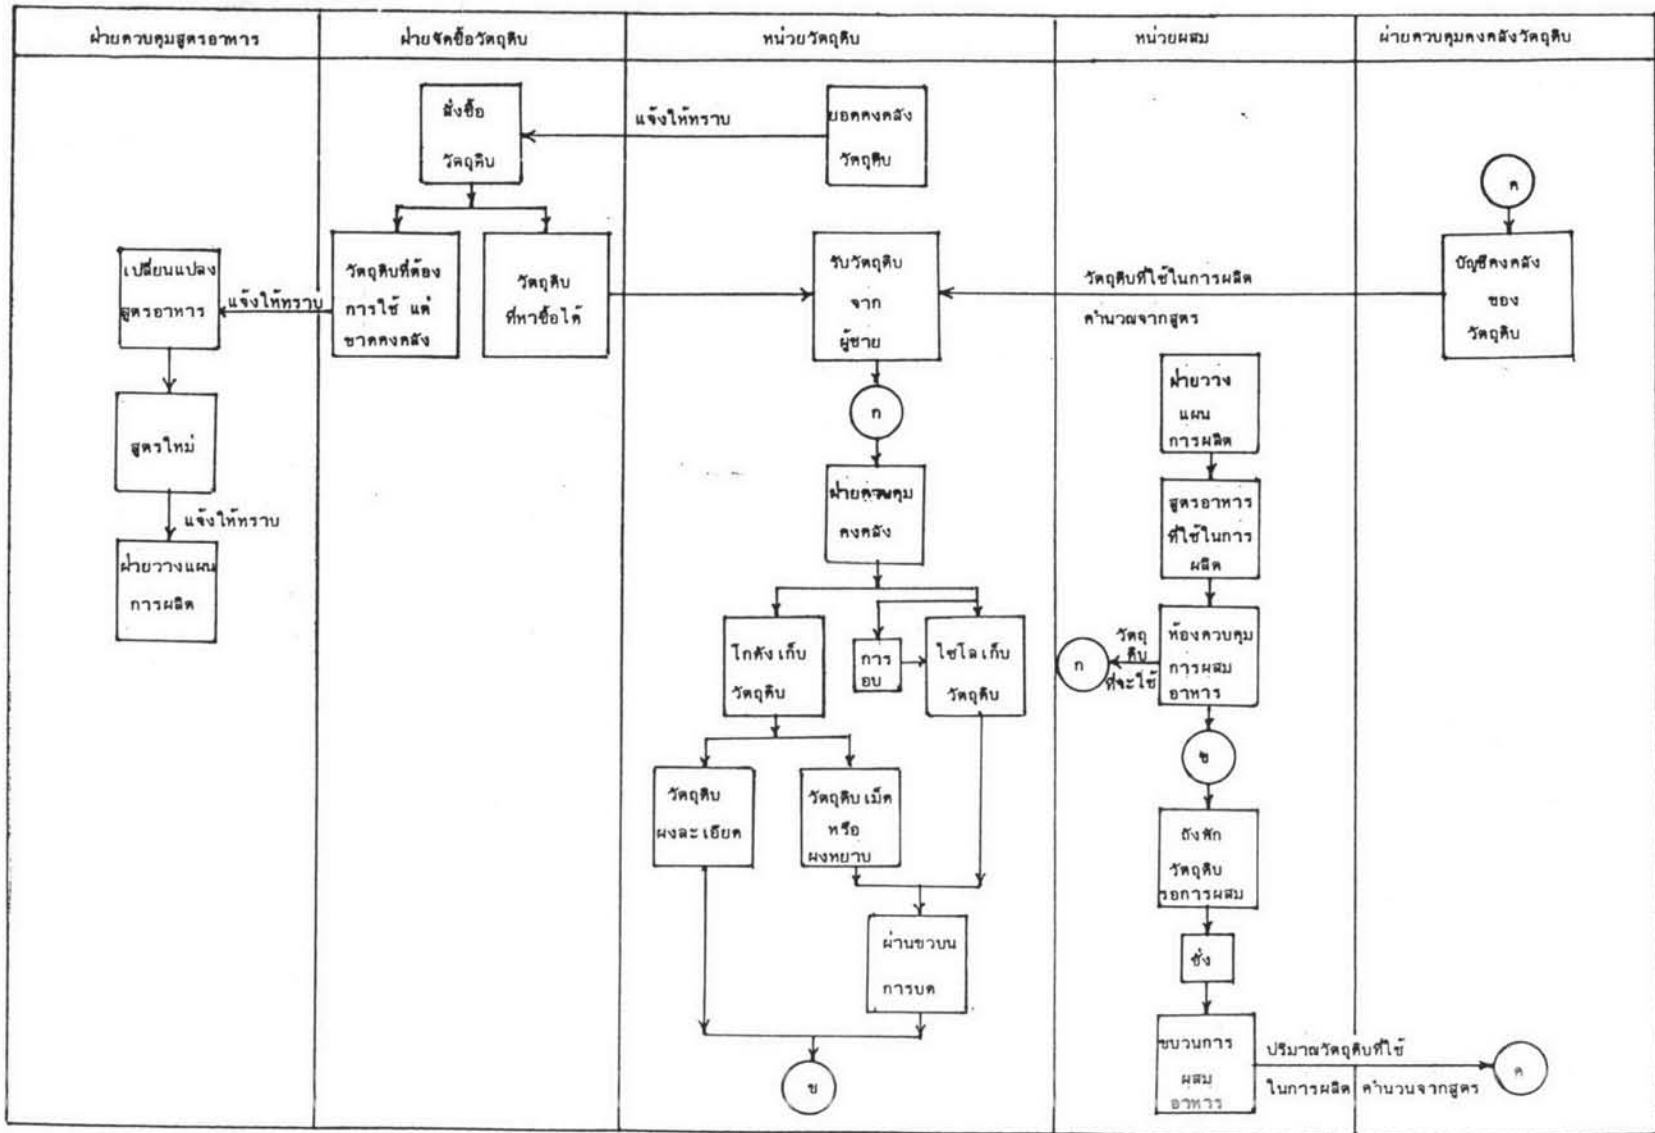 ฝ่ายควบคุมสูตรอาหาร
ฝ่ายจัดซื้อวัตถุดิบ
หน่วยวัตถุดิบ
หน่วยผสม
ฝ่ายควบคุมคงคลังวัตถุดิบ
สั่งซื้อ
วัตถุดิบ
แจ้งให้ทราบ
ยอดคงคลัง
วัตถุดิบ
ค
เปลี่ยนแปลง
สูตรอาหาร
แจ้งให้ทราบ
วัตถุดิบที่ต้อง
การใช้ แต่
ขาดคงคลัง
วัตถุดิบ
ที่หาซื้อได้
รับวัตถุดิบ
จาก
ผู้ขาย
วัตถุดิบที่ใช้ในการผลิต
คำนวณจากสูตร
บัญชีคงคลัง
ของ
วัตถุดิบ
สูตรใหม่
แจ้งให้ทราบ
ฝ่ายวางแผน
การผลิต
ก
ฝ่ายควบคุม
คงคลัง
โกดังเก็บ
วัตถุดิบ
การ
อบ
ไซโลเก็บ
วัตถุดิบ
วัตถุดิบ
ผงละเอียด
วัตถุดิบเม็ด
หรือ
ผงหยาบ
ผ่านขวบน
การบด
ข
ฝ่ายวาง
แผน
การผลิต
สูตรอาหาร
ที่ใช้ในการ
ผลิต
ห้องควบคุม
การผสม
อาหาร
วัตถุ
ดิบ
ที่จะใช้
ก
ข
ถังพัก
วัตถุดิบ
รอการผสม
ชั่ง
ขบวนการ
ผสม
อาหาร
ปริมาณวัตถุดิบที่ใช้
ในการผลิต คำนวนจากสูตร
ค